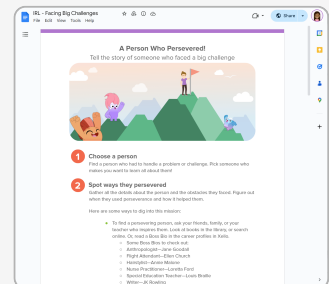 IRL - Facing Big Challenges
File Edit View Tools Help
Share
A Person Who Persevered!
Tell the story of someone who faced a big challenge
1 Choose a person
Find a person who had to handle a problem or challenge. Pick someone who
makes you want to learn all about them!
2 Spot ways they persevered
Gather all the details about the person and the obstacles they faced. Figure out
when they used perseverance and how it helped them.
Here are some ways to dig into this mission:
To find a persevering person, ask your friends, family, or your
teacher who inspires them. Look at books in the library, or search
online. Or, read a Boss Bio in the career profiles in Kelis.
Some Boss Bios to check out:
Anthropologist—Jane Goodall
Flight Attendant—Ellen Church
Hairstylist—Annie Malone
Nurse Practitioner—Loretta Ford
Special Education Teacher—Louis Braille
Writer—JK Rowling